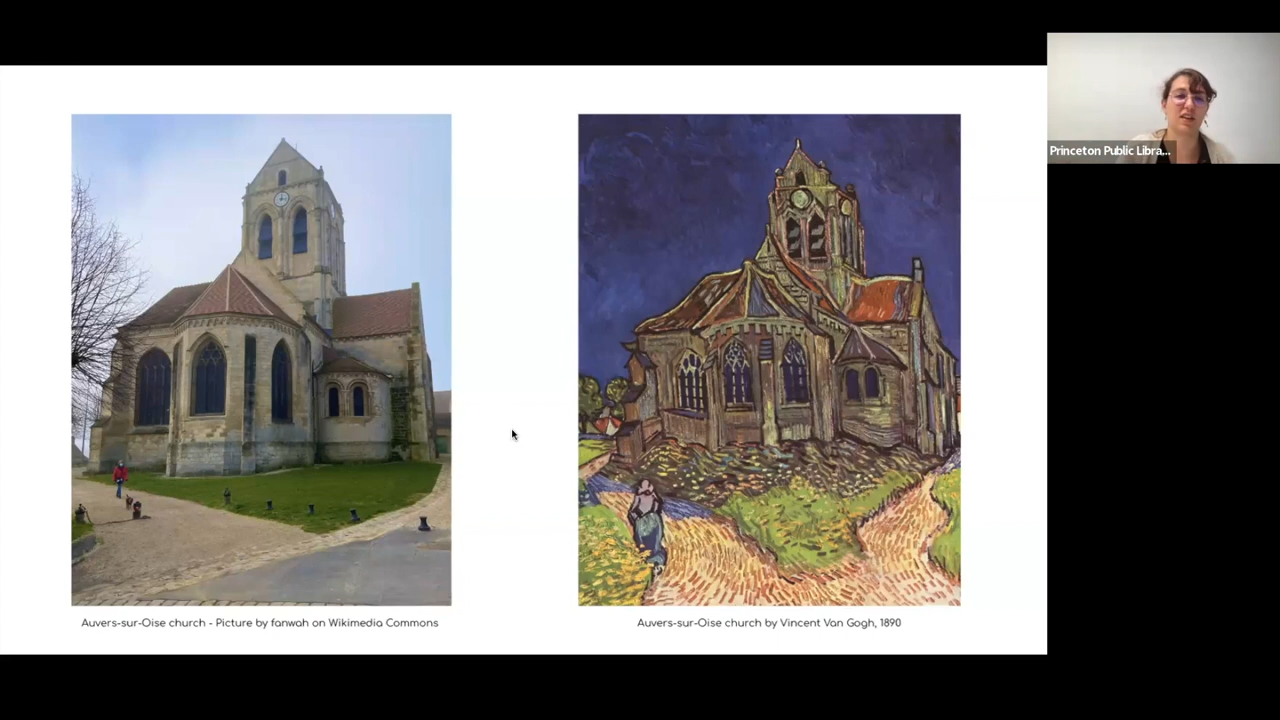 Princeton Public Libra...
Auvers-sur-Oise church - Picture by fanwah on Wikimedia Commons
Auvers-sur-Oise church by Vincent Van Gogh, 1890